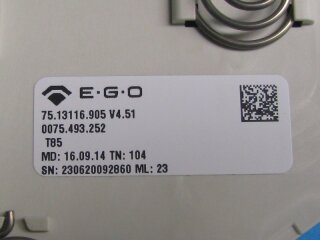 E·G·O
75.13116.905 V4.51
0075.493.252
T85
MD: 16.09.14 TN: 104
SN: 230620092860 ML: 23